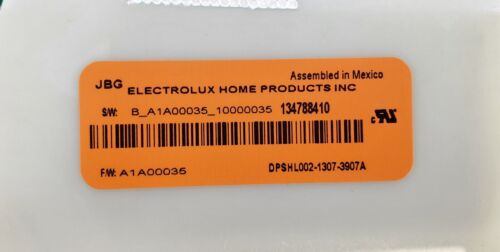 JBG Assembled in Mexico
ELECTROLUX HOME PRODUCTS INC
S/W: B_A1A00035_10000035 134788410
F/W: A1A00035 DPSHL002-1307-3907A